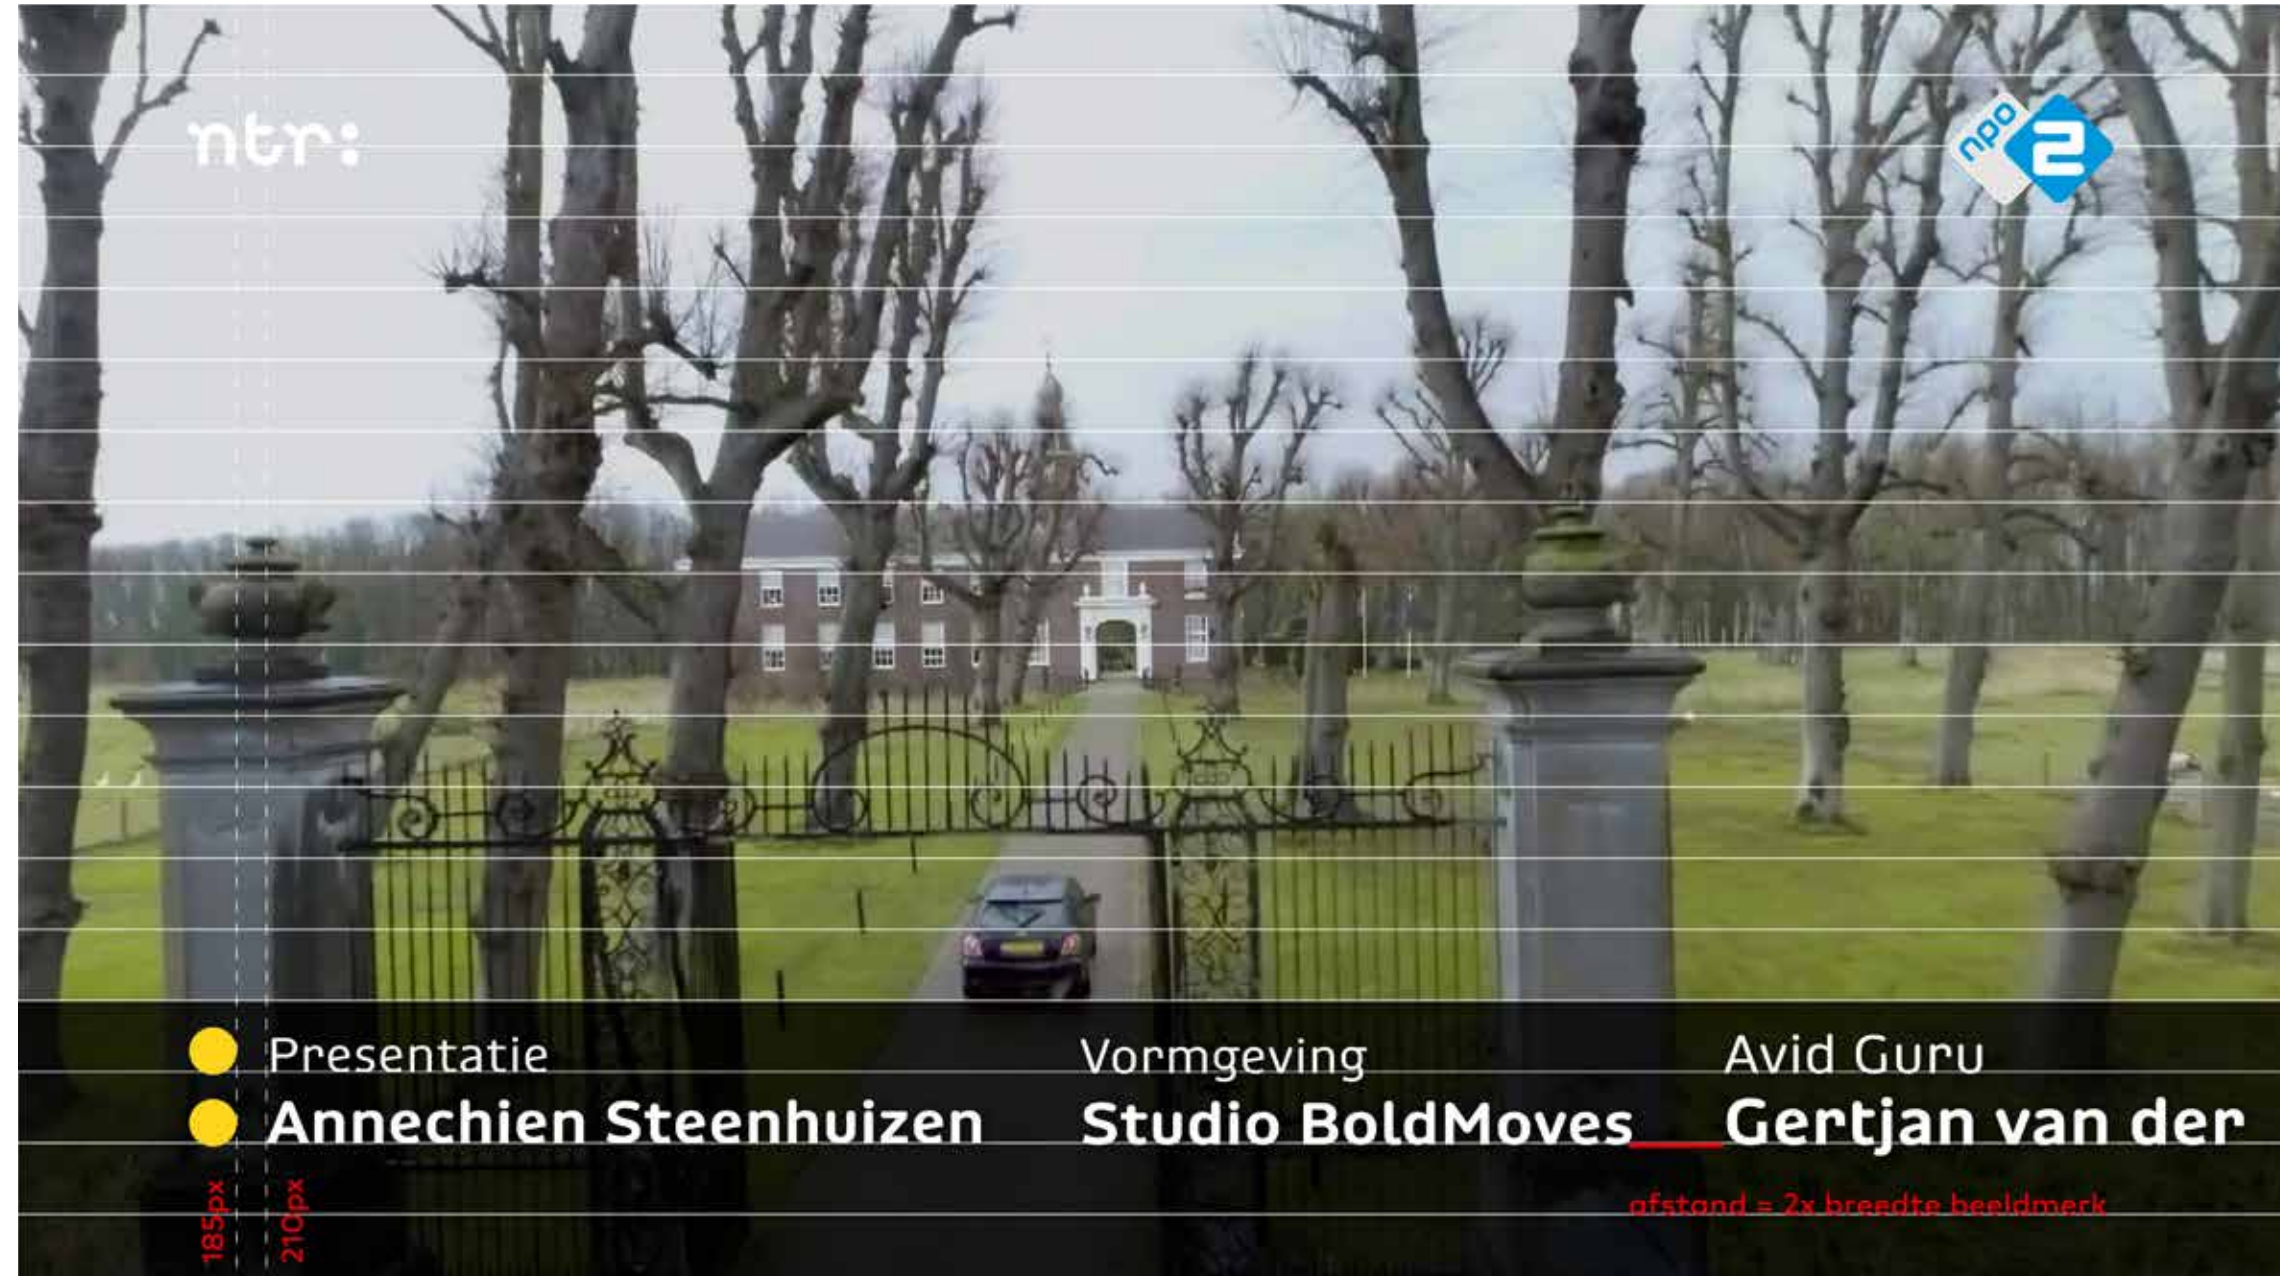 ntr:
npo 2
Presentatie
Vormgeving
Avid Guru
Annechien Steenhuizen
Studio BoldMoves
Gertjan van der
185px
210px
afstand = 2x breedte beeldmerk